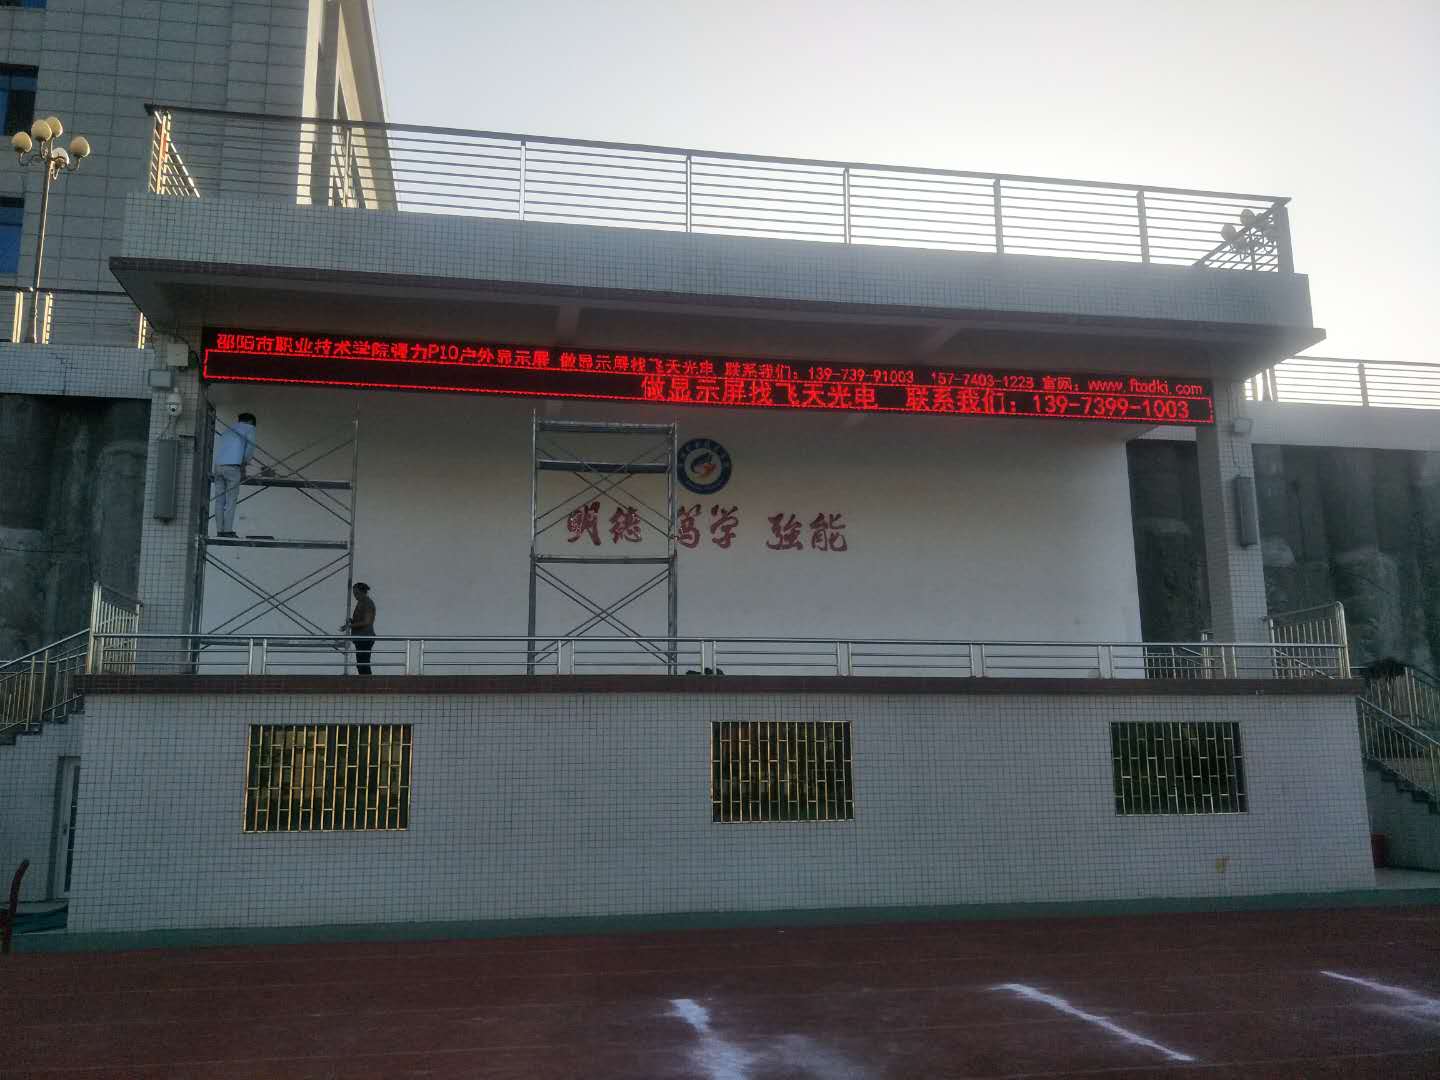 邵阳市职业技术学院强力P10户外显示屏 做显示屏找飞天光电 联系我们：139-739-91003 157-7403-1223 官网：www.ftgdkj.com
做显示屏找飞天光电 联系我们：139-7399-1003
明德 笃学 强能